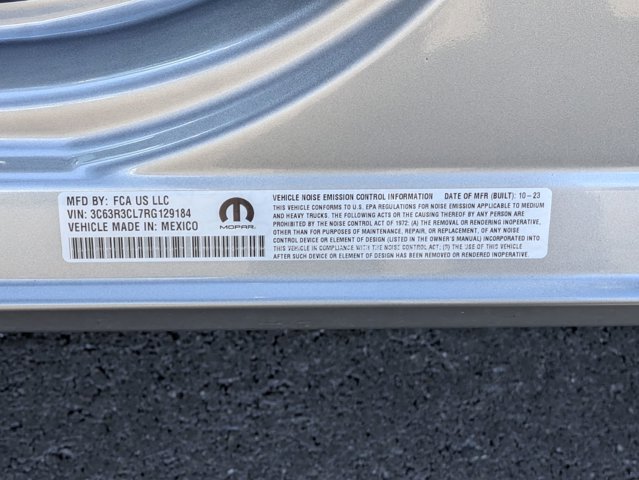 MFD BY: FCA US LLC
VIN: 3C63R3CL7RG129184
VEHICLE MADE IN: MEXICO
MOPAR
VEHICLE NOISE EMISSION CONTROL INFORMATION DATE OF MFR (BUILT): 10-23
THIS VEHICLE CONFORMS TO U.S. EPA REGULATIONS FOR NOISE EMISSION APPLICABLE TO MEDIUM
AND HEAVY TRUCKS. THE FOLLOWING ACTS OR THE CAUSING THEREOF BY ANY PERSON ARE
PROHIBITED BY THE NOISE CONTROL ACT OF 1972: (A) THE REMOVAL OR RENDERING INOPERATIVE,
OTHER THAN FOR PURPOSES OF MAINTENANCE, REPAIR, OR REPLACEMENT, OF ANY NOISE
CONTROL DEVICE OR ELEMENT OF DESIGN (LISTED IN THE OWNER'S MANUAL) INCORPORATED INTO
THIS VEHICLE IN COMPLIANCE WITH THE NOISE CONTROL ACT; (B) THE USE OF THIS VEHICLE
AFTER SUCH DEVICE OR ELEMENT OF DESIGN HAS BEEN REMOVED OR RENDERED INOPERATIVE.